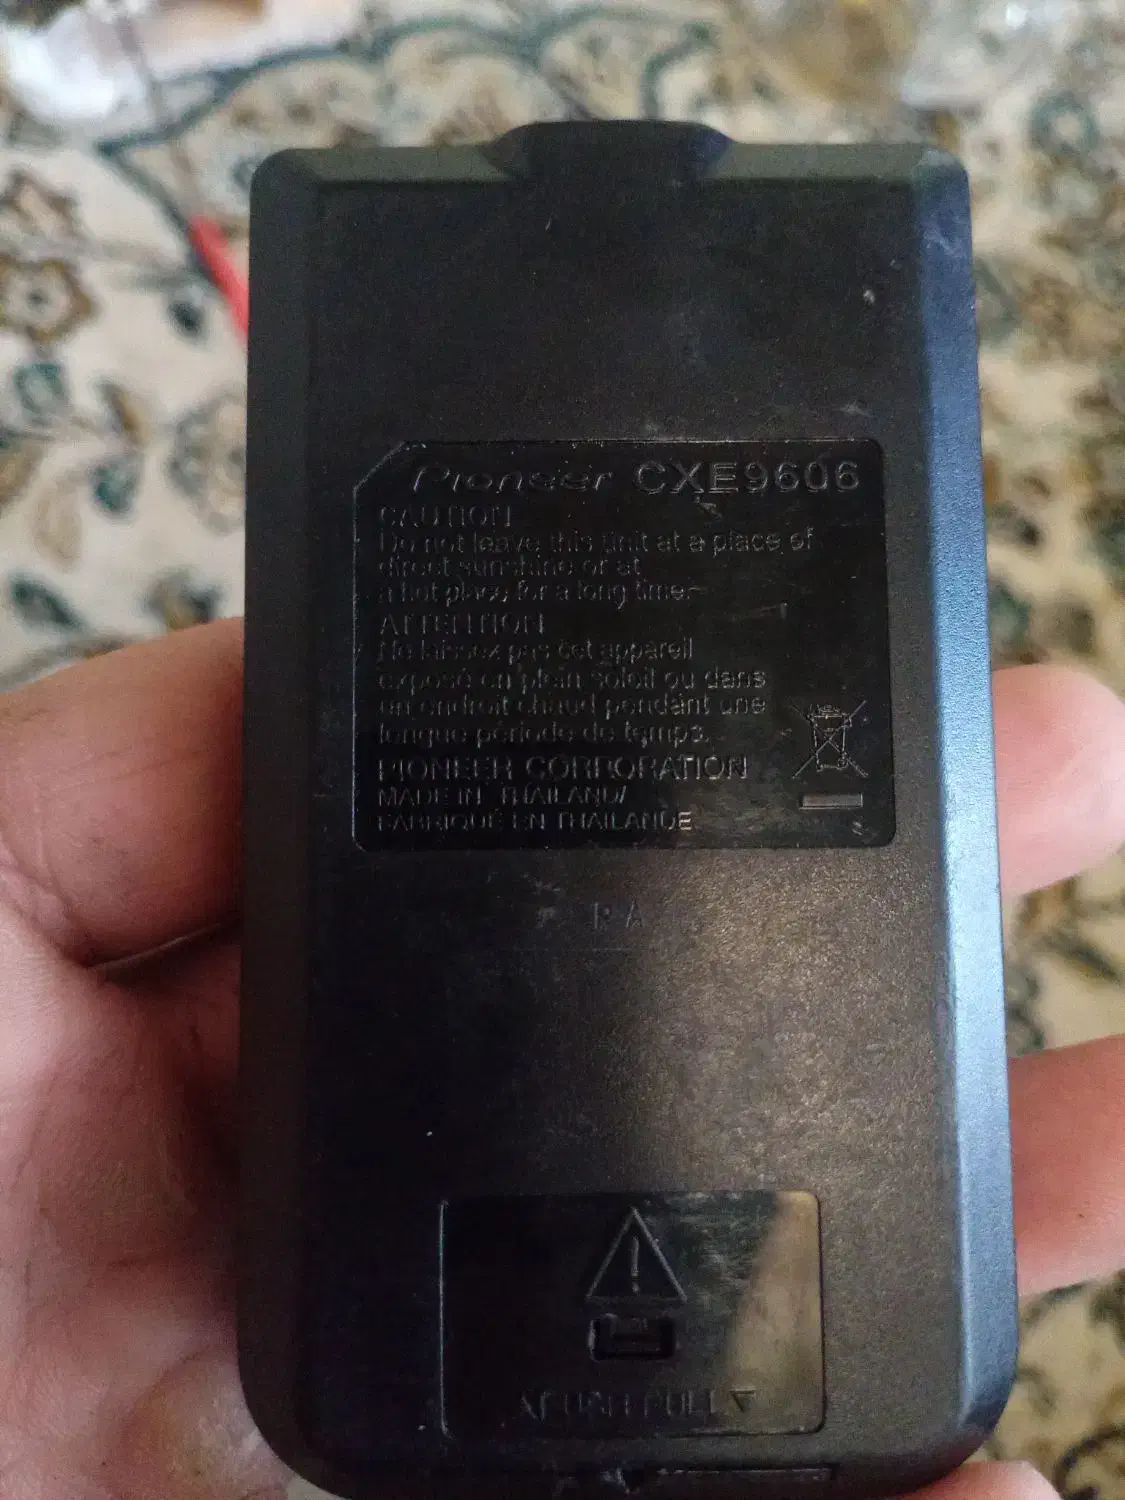 Pioneer CXE9606
CAUTION
Do not leave this unit at a place of
direct sunshine or at
a hot place for a long time.
ATTENTION
Ne laissez pas cet appareil
exposé en plein soleil ou dans
un endroit chaud pendant une
longue période de temps.
PIONEER CORPORATION
MADE IN THAILAND/
FABRIQUÉ EN THAILANDE
PUSH PULL